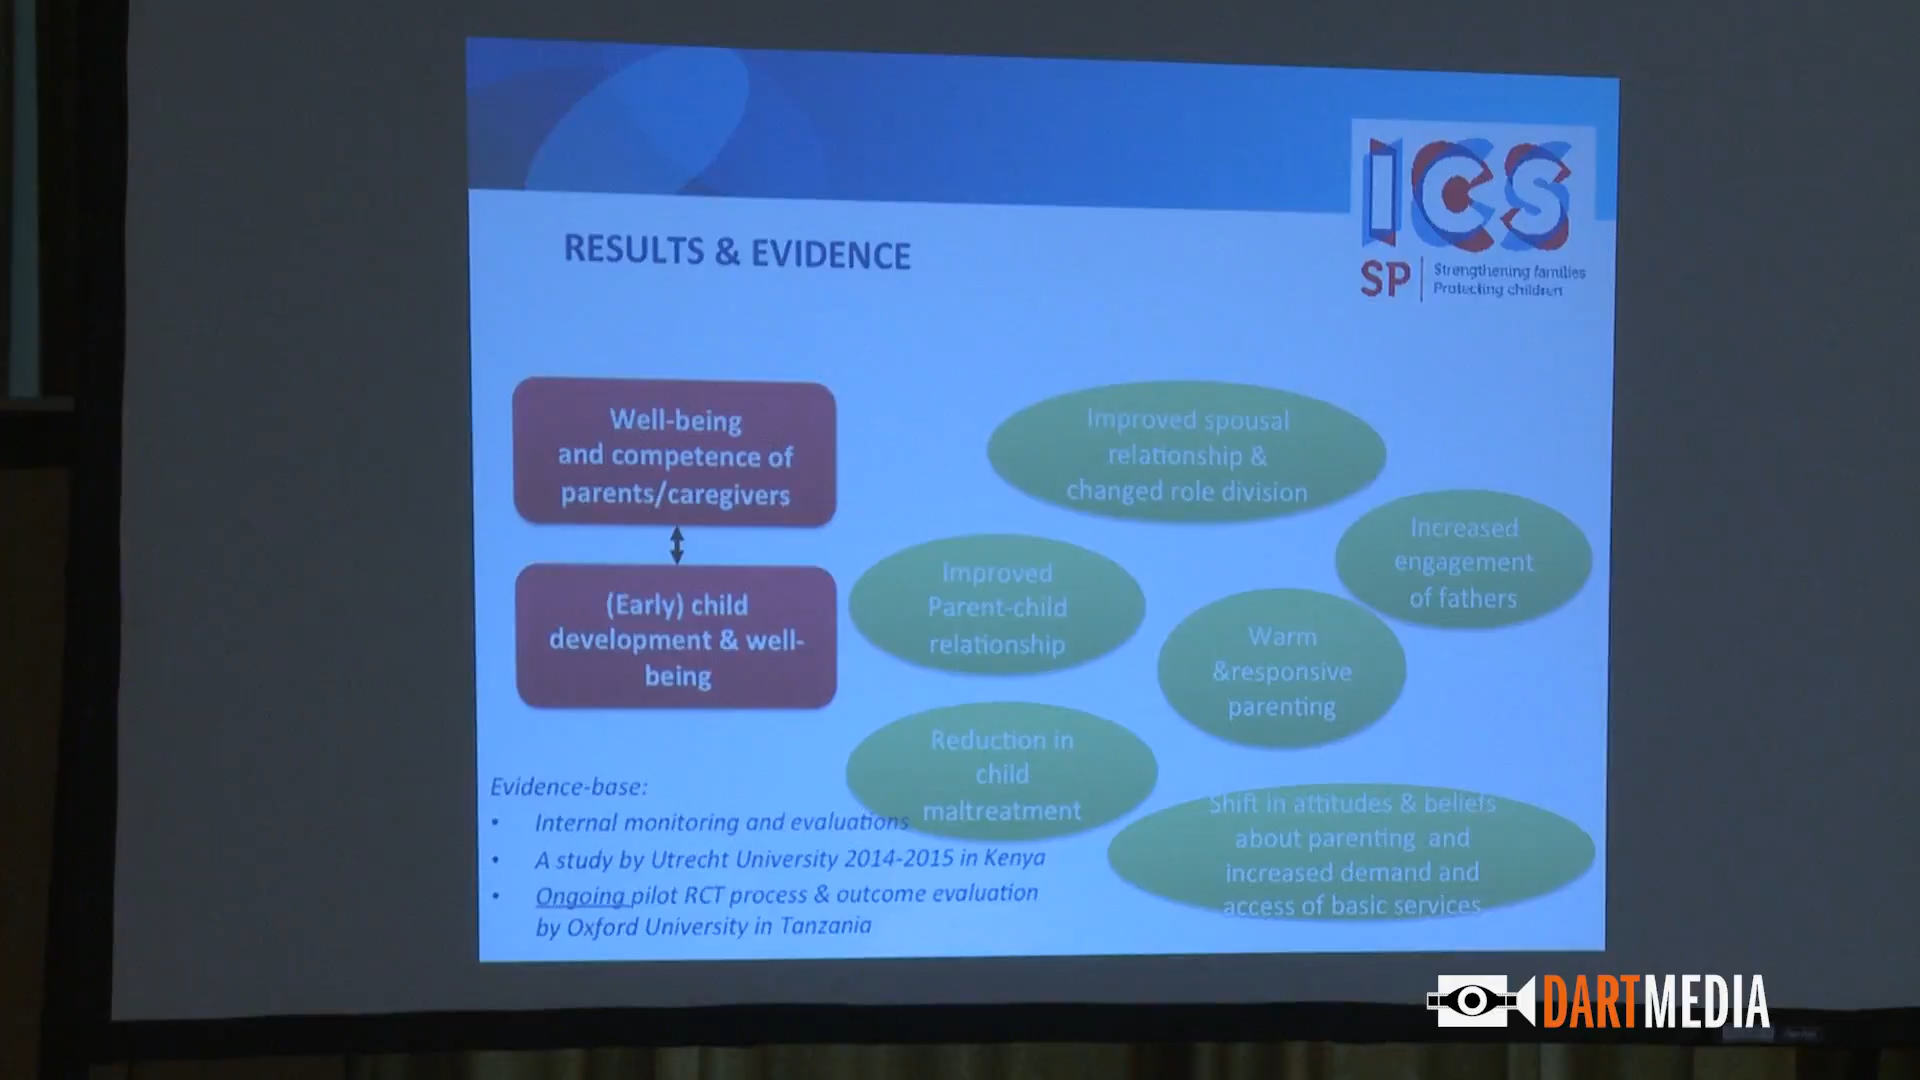 ICS
SP
Strengthening families
Protecting children
RESULTS & EVIDENCE
Well-being
and competence of
parents/caregivers
(Early) child
development & well-
being
Improved spousal
relationship &
changed role division
Increased
engagement
of fathers
Improved
Parent-child
relationship
Warm
&responsive
parenting
Reduction in
child
maltreatment
Shift in attitudes & beliefs
about parenting and
increased demand and
access of basic services
Evidence-base:
• Internal monitoring and evaluations
• A study by Utrecht University 2014-2015 in Kenya
• Ongoing pilot RCT process & outcome evaluation
by Oxford University in Tanzania
DARTMEDIA